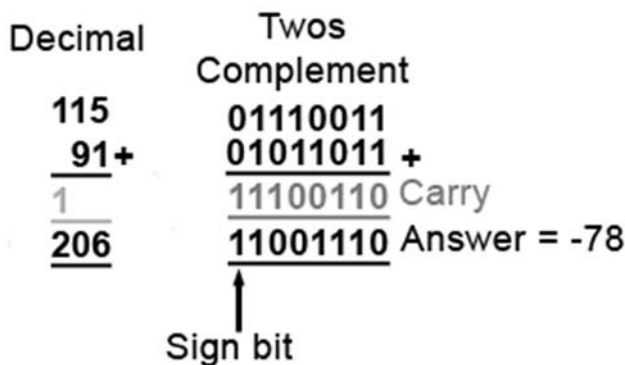 Decimal
Twos
Complement
115
91+
1
206
01110011
01011011 +
11100110 Carry
11001110 Answer = -78
Sign bit